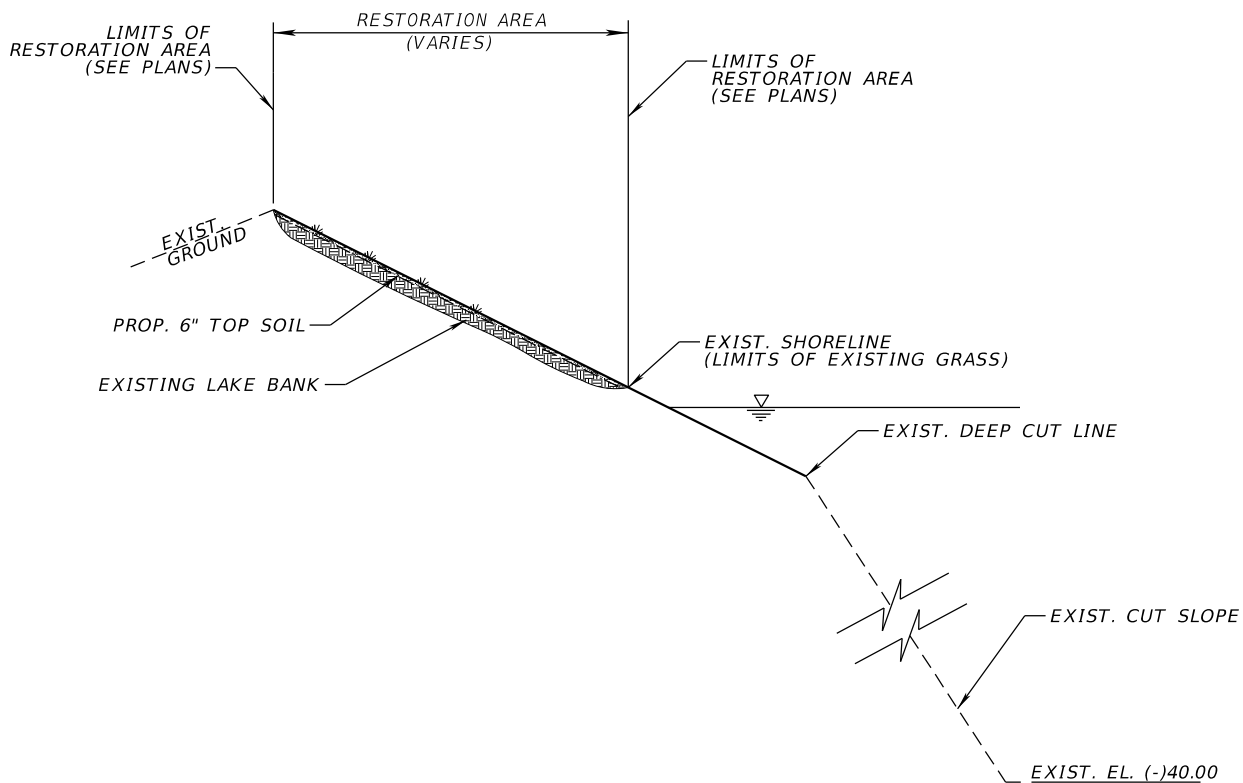 RESTORATION AREA
(VARIES)
LIMITS OF
RESTORATION AREA
(SEE PLANS)
LIMITS OF
RESTORATION AREA
(SEE PLANS)
EXIST.
GROUND
PROP. 6" TOP SOIL
EXISTING LAKE BANK
EXIST. SHORELINE
(LIMITS OF EXISTING GRASS)
EXIST. DEEP CUT LINE
EXIST. CUT SLOPE
EXIST. EL. (-)40.00